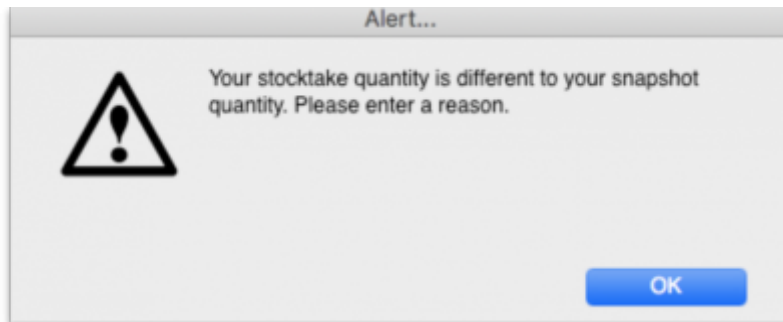 Alert...
Your stocktake quantity is different to your snapshot
quantity. Please enter a reason.
OK